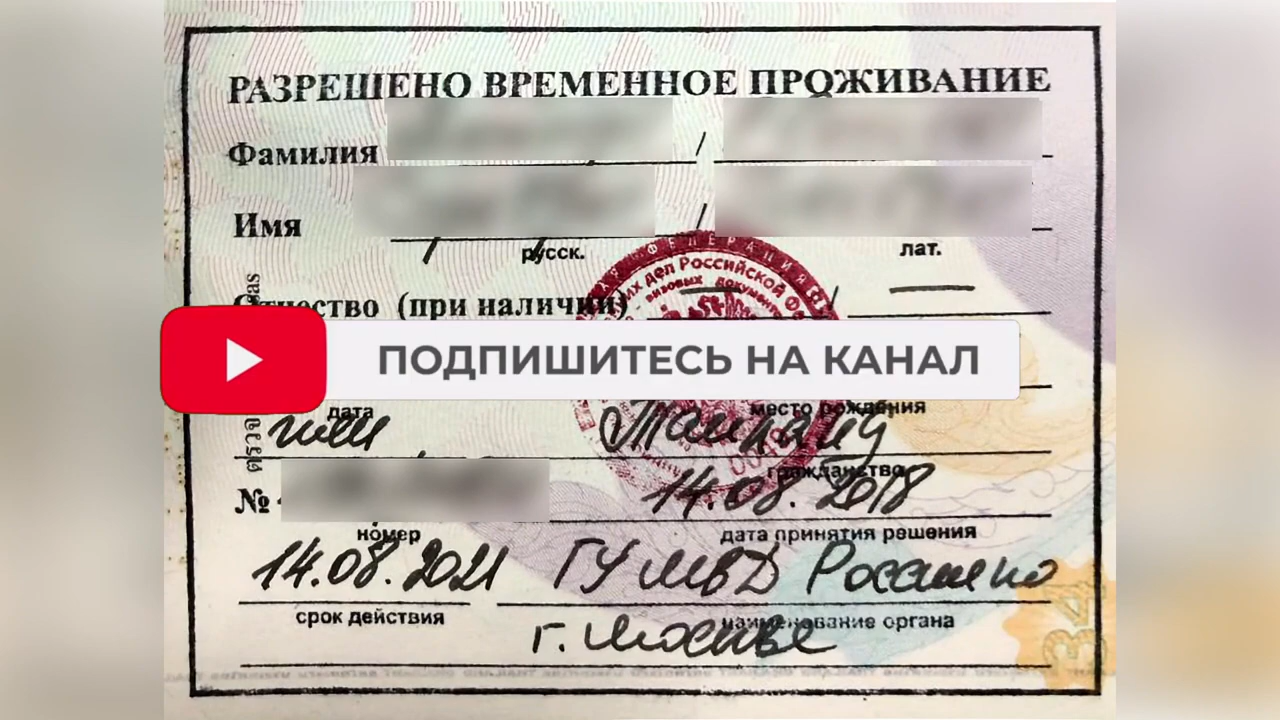 РАЗРЕШЕНО ВРЕМЕННОЕ ПРОЖИВАНИЕ
Фамилия /
Имя /
русск. лат.
Отчество (при наличии) /
ПОДПИШИТЕСЬ НА КАНАЛ
дата место рождения
Таиланд
гражданство
№ 14.08.2018
номер дата принятия решения
14.08.2021 ГУ МВД России по
срок действия наименование органа
г. Москве